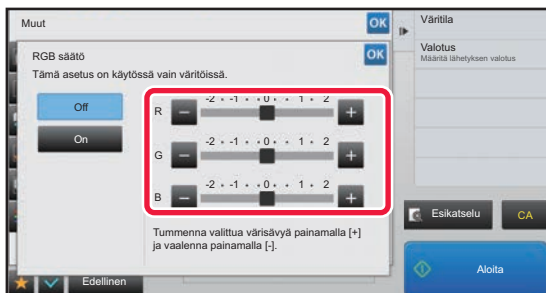 Muut
OK
RGB säätö
OK
Tämä asetus on käytössä vain väritöissä.
Off
On
-2 • -1 • • 0 • • 1 • 2
R − +
-2 • -1 • • 0 • • 1 • 2
G − +
-2 • -1 • • 0 • • 1 • 2
B − +
Tummenna valittua värisävyä painamalla [+]
ja vaalenna painamalla [-].
Edellinen
Väritila
Valotus
Määritä lähetyksen valotus
Esikatselu
CA
Aloita